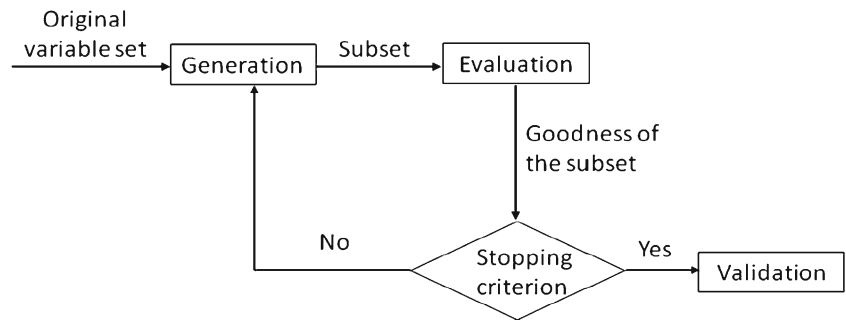 Original
variable set
Generation
Subset
Evaluation
Goodness of
the subset
Stopping
criterion
No
Yes
Validation